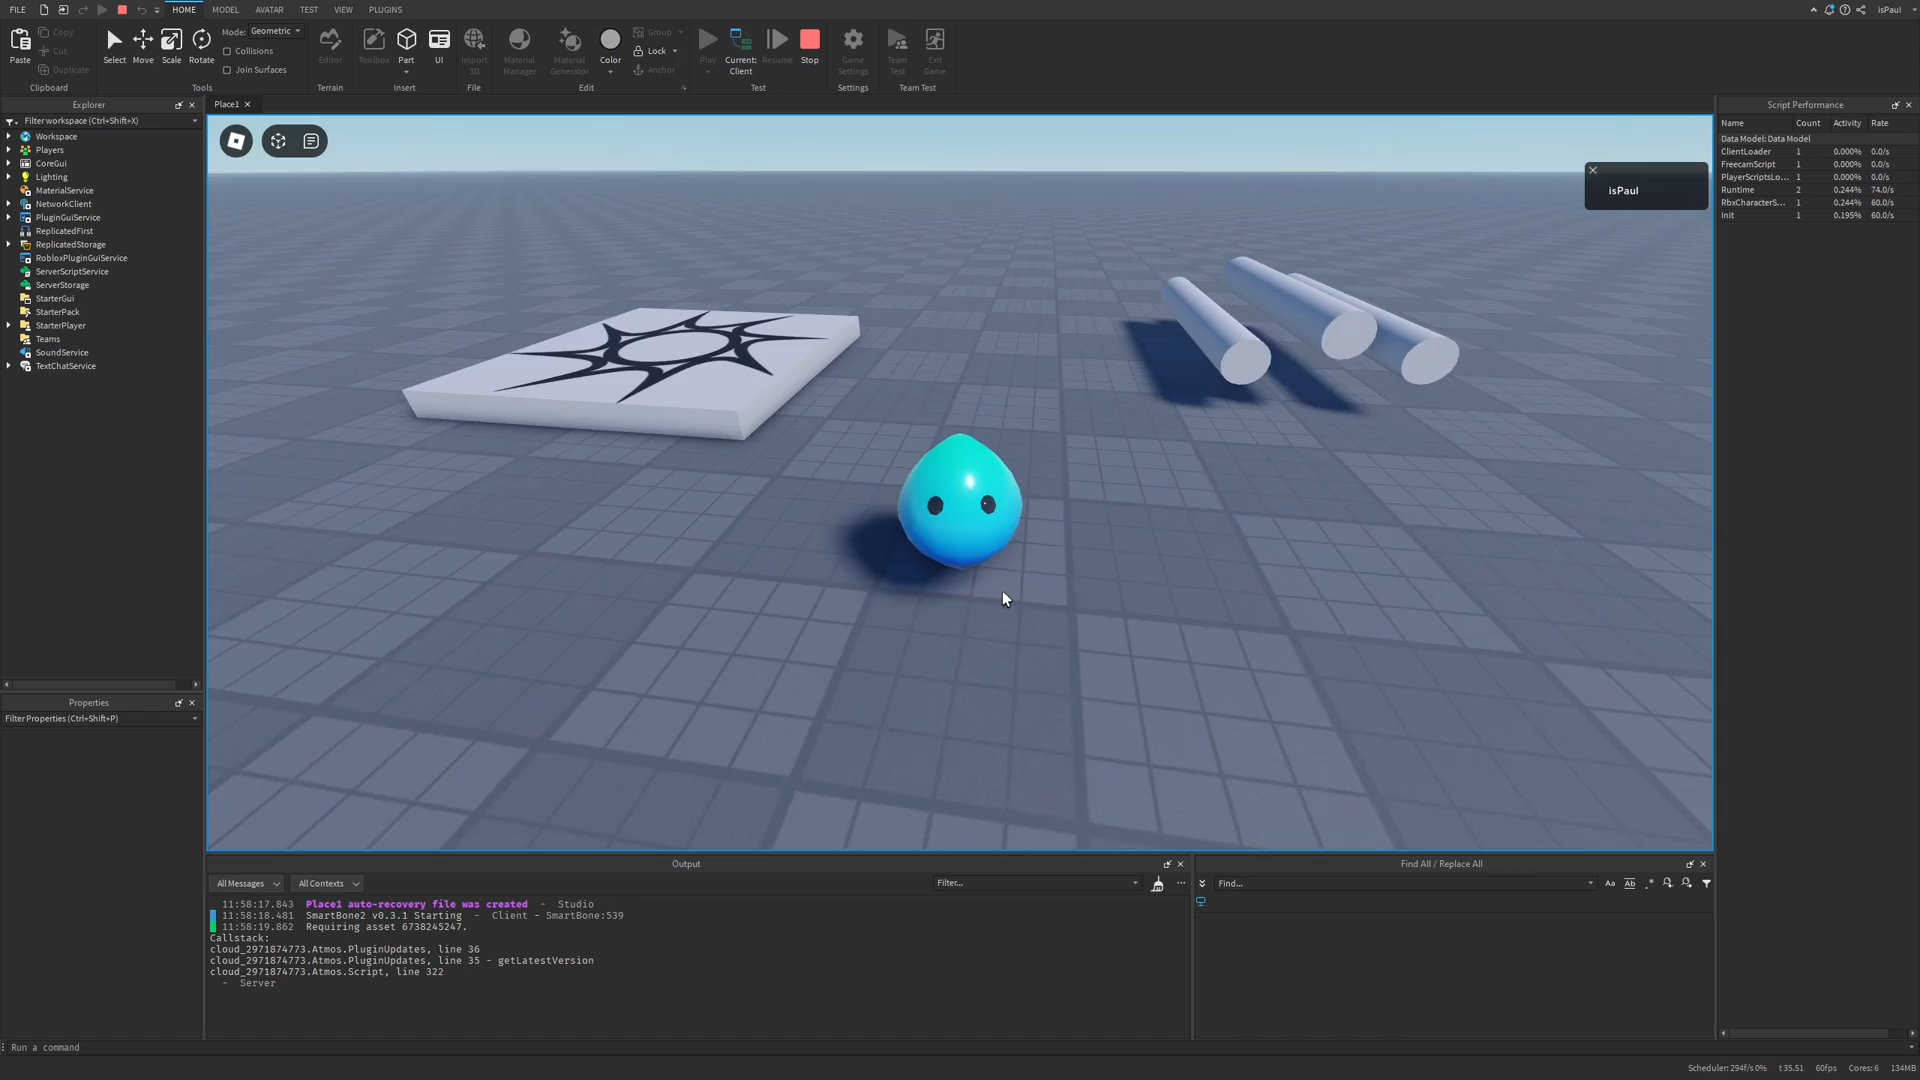 FILE
HOME
MODEL
AVATAR
TEST
VIEW
PLUGINS
isPaul
Paste
Copy
Cut
Duplicate
Clipboard
Select
Move
Scale
Rotate
Mode: Geometric
Collisions
Join Surfaces
Tools
Editor
Terrain
Toolbox
Part
UI
Insert
Import
3D
File
Material
Manager
Material
Generator
Color
Group
Lock
Anchor
Edit
Play
Current:
Client
Resume
Stop
Test
Game
Settings
Settings
Team
Test
Exit
Game
Team Test
Explorer
Filter workspace (Ctrl+Shift+X)
Workspace
Players
CoreGui
Lighting
MaterialService
NetworkClient
PluginGuiService
ReplicatedFirst
ReplicatedStorage
RobloxPluginGuiService
ServerScriptService
ServerStorage
StarterGui
StarterPack
StarterPlayer
Teams
SoundService
TextChatService
Properties
Filter Properties (Ctrl+Shift+P)
Place1
isPaul
Script Performance
Name Count Activity Rate
Data Model: Data Model
ClientLoader 1 0.000% 0.0/s
FreecamScript 1 0.000% 0.0/s
PlayerScriptsLo... 1 0.000% 0.0/s
Runtime 2 0.244% 74.0/s
RbxCharacterS... 1 0.244% 60.0/s
Init 1 0.195% 60.0/s
Output
All Messages
All Contexts
Filter...
11:58:17.843 Place1 auto-recovery file was created - Studio
11:58:18.481 SmartBone2 v0.3.1 Starting - Client - SmartBone:539
11:58:19.862 Requiring asset 6738245247.
Callstack:
cloud_2971874773.Atmos.PluginUpdates, line 36
cloud_2971874773.Atmos.PluginUpdates, line 35 - getLatestVersion
cloud_2971874773.Atmos.Script, line 322
- Server
Find All / Replace All
Find...
Aa
Ab
.*
Run a command
Scheduler: 294f/s 0%
t 35.51
60fps
Cores: 6
134MB